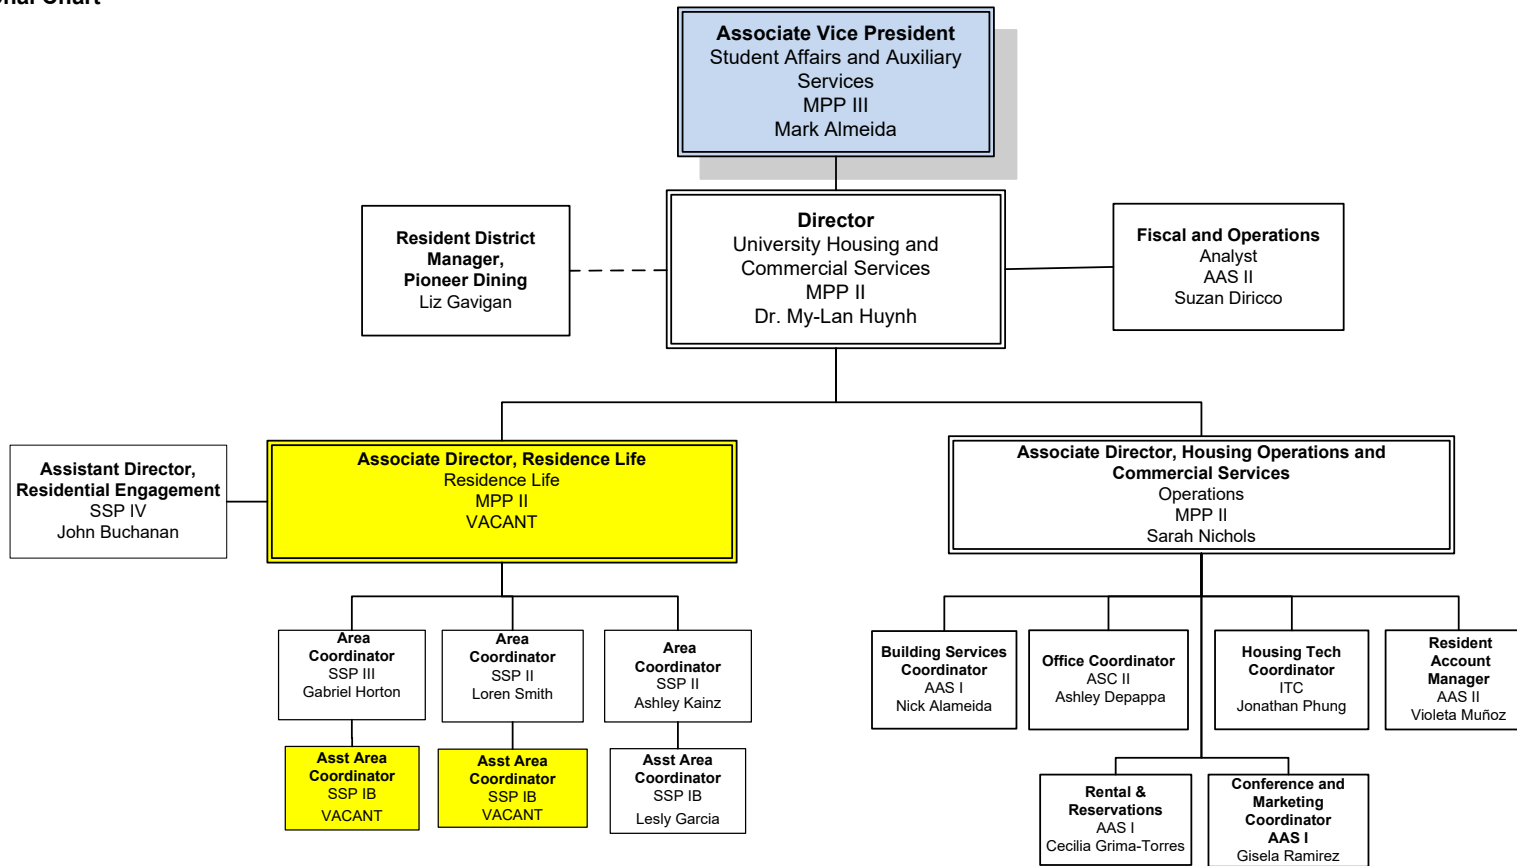 Associate Vice President
Student Affairs and Auxiliary
Services
MPP III
Mark Almeida
Resident District
Manager,
Pioneer Dining
Liz Gavigan
Director
University Housing and
Commercial Services
MPP II
Dr. My-Lan Huynh
Fiscal and Operations
Analyst
AAS II
Suzan Diricco
Assistant Director,
Residential Engagement
SSP IV
John Buchanan
Associate Director, Residence Life
Residence Life
MPP II
VACANT
Associate Director, Housing Operations and
Commercial Services
Operations
MPP II
Sarah Nichols
Area
Coordinator
SSP III
Gabriel Horton
Area
Coordinator
SSP II
Loren Smith
Area
Coordinator
SSP II
Ashley Kainz
Building Services
Coordinator
AAS I
Nick Alameida
Office Coordinator
ASC II
Ashley Depappa
Housing Tech
Coordinator
ITC
Jonathan Phung
Resident
Account
Manager
AAS II
Violeta Muñoz
Asst Area
Coordinator
SSP IB
VACANT
Asst Area
Coordinator
SSP IB
VACANT
Asst Area
Coordinator
SSP IB
Lesly Garcia
Rental &
Reservations
AAS I
Cecilia Grima-Torres
Conference and
Marketing
Coordinator
AAS I
Gisela Ramirez